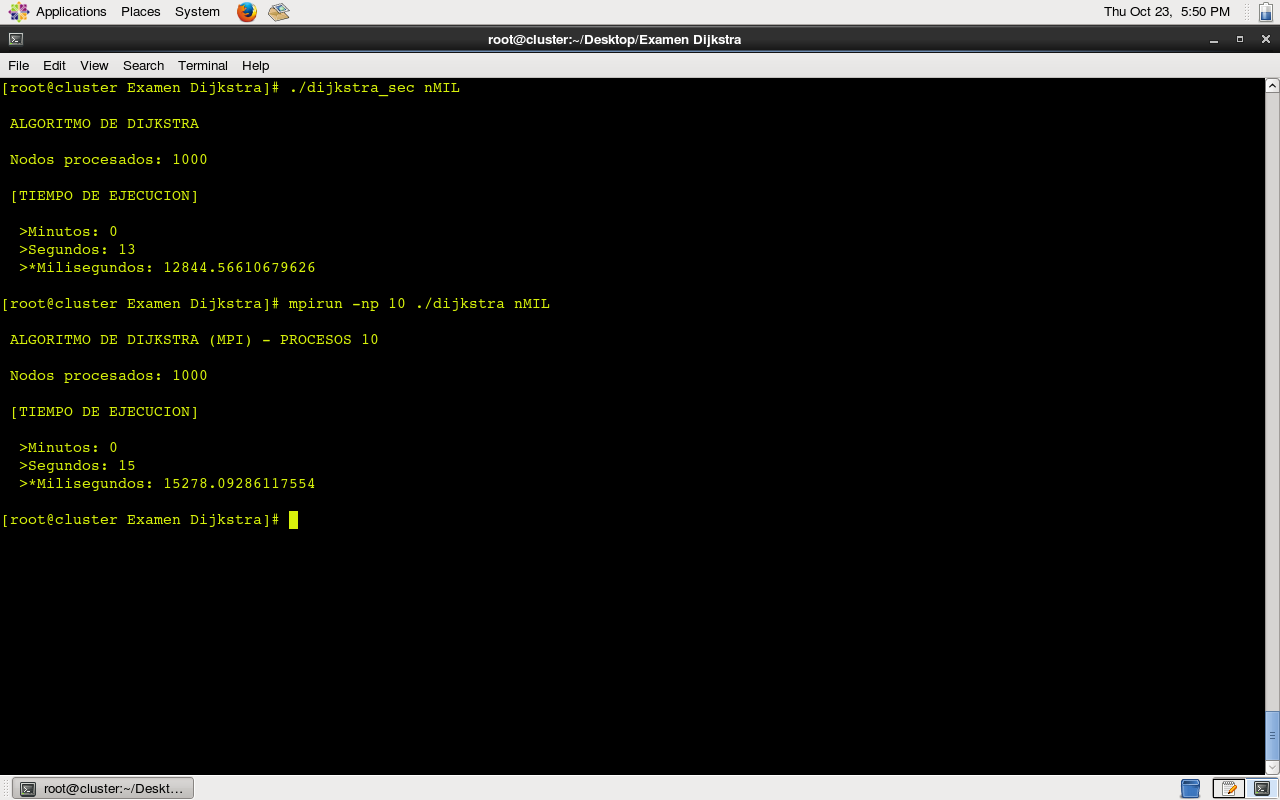 Applications Places System Thu Oct 23, 5:50 PM
root@cluster:~/Desktop/Examen Dijkstra
File Edit View Search Terminal Help
[root@cluster Examen Dijkstra]# ./dijkstra_sec nMIL
ALGORITMO DE DIJKSTRA
Nodos procesados: 1000
[TIEMPO DE EJECUCION]
>Minutos: 0
>Segundos: 13
>*Milisegundos: 12844.56610679626
[root@cluster Examen Dijkstra]# mpirun -np 10 ./dijkstra nMIL
ALGORITMO DE DIJKSTRA (MPI) - PROCESOS 10
Nodos procesados: 1000
[TIEMPO DE EJECUCION]
>Minutos: 0
>Segundos: 15
>*Milisegundos: 15278.09286117554
[root@cluster Examen Dijkstra]#
root@cluster:~/Deskt...